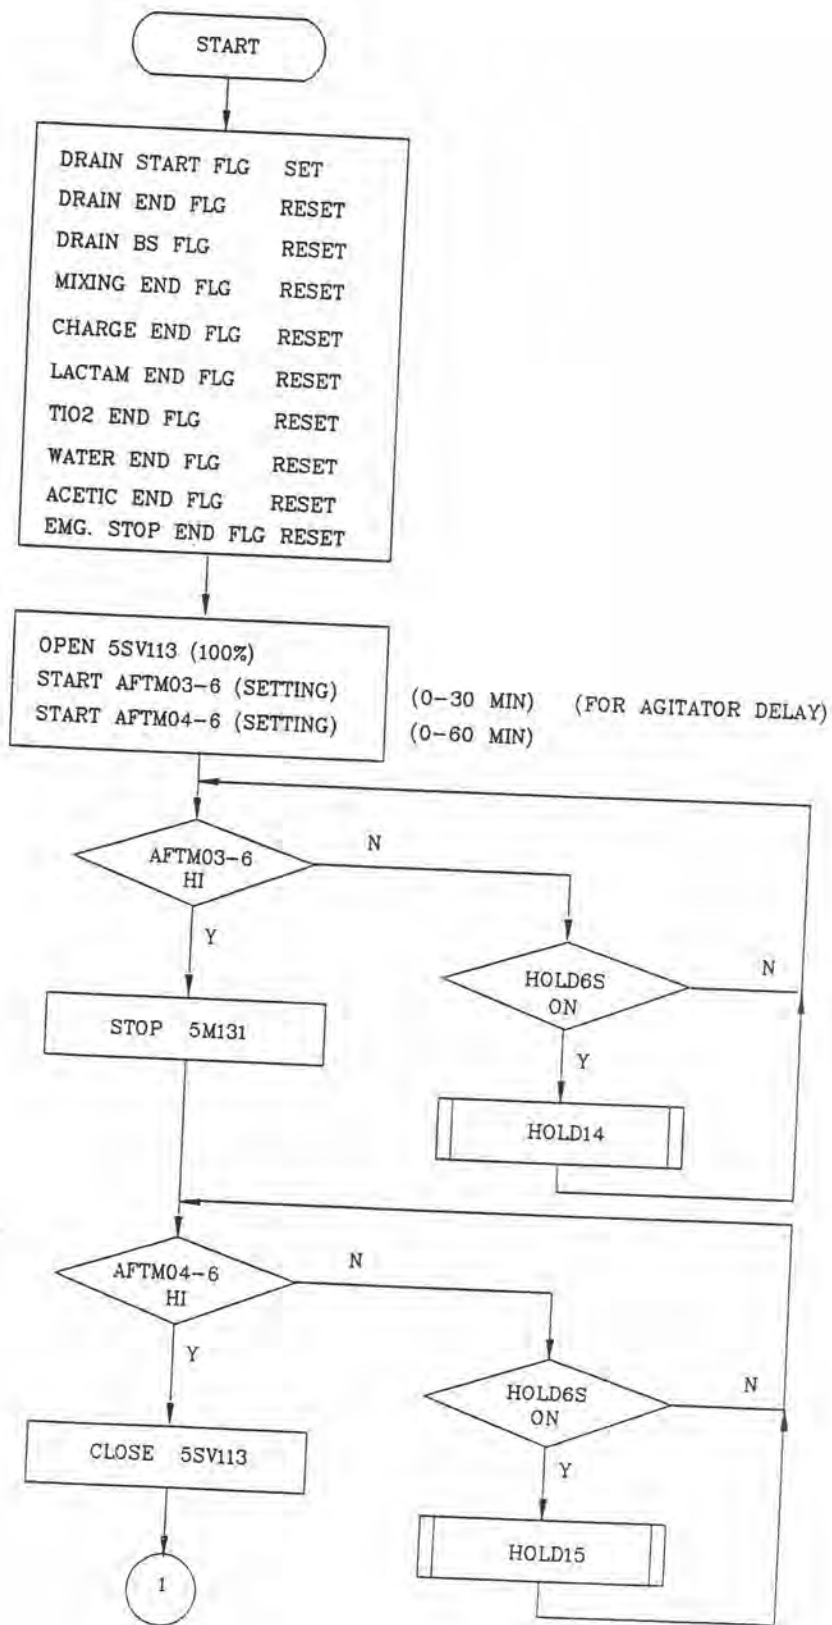 START
DRAIN START FLG SET
DRAIN END FLG RESET
DRAIN BS FLG RESET
MIXING END FLG RESET
CHARGE END FLG RESET
LACTAM END FLG RESET
TIO2 END FLG RESET
WATER END FLG RESET
ACETIC END FLG RESET
EMG. STOP END FLG RESET
OPEN 5SV113 (100%)
START AFTM03-6 (SETTING) (0-30 MIN) (FOR AGITATOR DELAY)
START AFTM04-6 (SETTING) (0-60 MIN)
AFTM03-6
HI
N
Y
HOLD6S
ON
N
Y
STOP 5M131
HOLD14
AFTM04-6
HI
N
Y
HOLD6S
ON
N
Y
CLOSE 5SV113
HOLD15
1